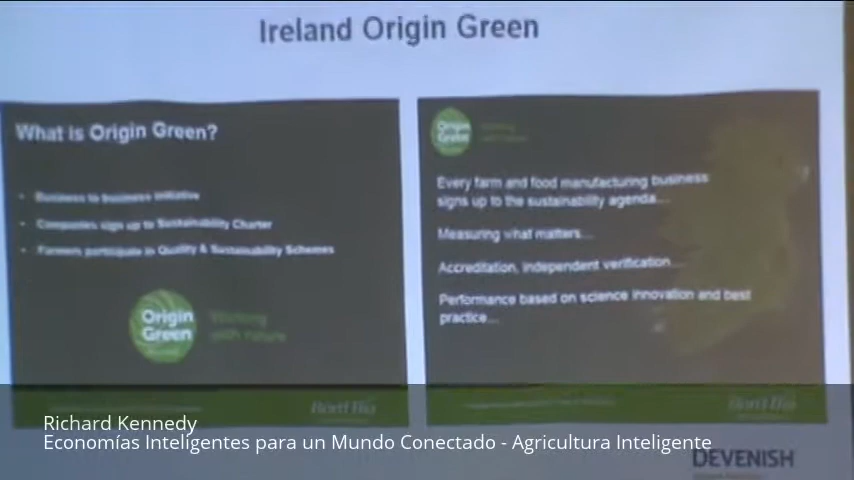 Ireland Origin Green
What is Origin Green?
• Business to business initiative
• Companies sign up to Sustainability Charter
• Farmers participate in Quality & Sustainability Schemes
Origin
Green
Working
with nature
Bord Bia
Origin
Green
Every farm and food manufacturing business
signs up to the sustainability agenda...
Measuring what matters...
Accreditation, independent verification...
Performance based on science innovation and best
practice...
Bord Bia
Richard Kennedy
Economías Inteligentes para un Mundo Conectado - Agricultura Inteligente
DEVENISH